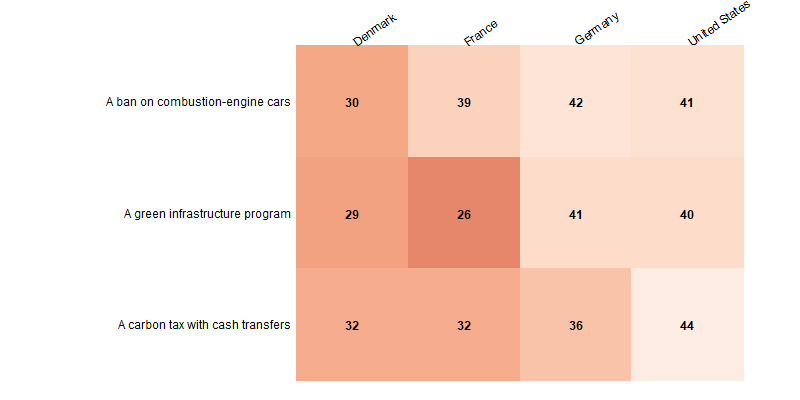 Denmark France Germany United States
A ban on combustion-engine cars 30 39 42 41
A green infrastructure program 29 26 41 40
A carbon tax with cash transfers 32 32 36 44